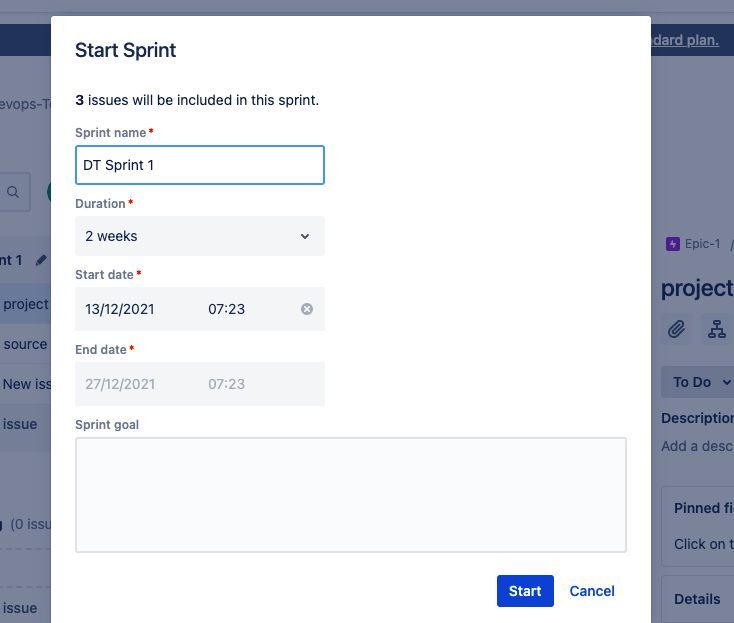 dard plan.
Start Sprint
3 issues will be included in this sprint.
Sprint name *
DT Sprint 1
Duration *
2 weeks
Start date *
13/12/2021 07:23
End date *
27/12/2021 07:23
Sprint goal
Start Cancel
evops-T
nt 1
project
source
New iss
issue
(0 issu
issue
Epic-1 /
project
To Do
Description
Add a desc
Pinned fi
Click on t
Details